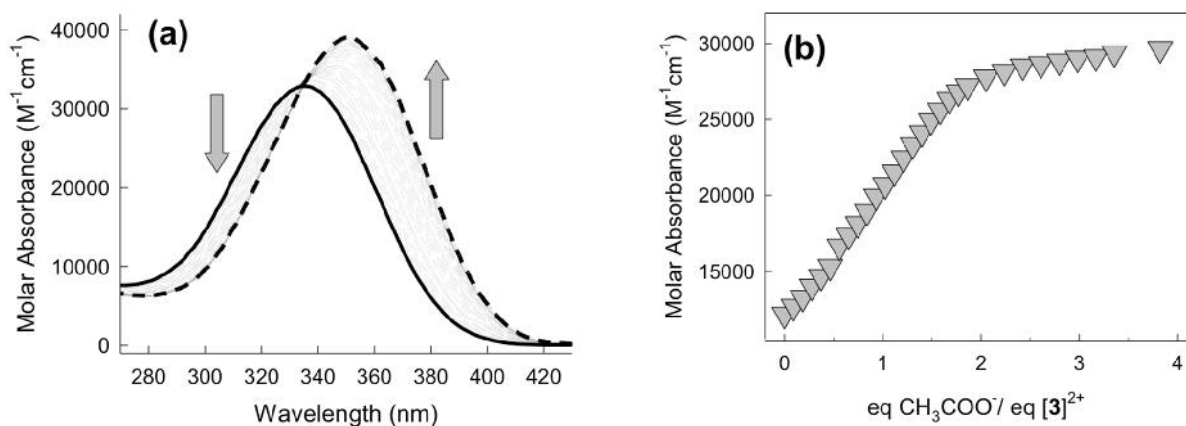 (a)
Molar Absorbance (M⁻¹cm⁻¹)
40000
30000
20000
10000
0
280 300 320 340 360 380 400 420
Wavelength (nm)
(b)
Molar Absorbance (M⁻¹cm⁻¹)
30000
25000
20000
15000
0 1 2 3 4
eq CH₃COO⁻/ eq [3]²⁺